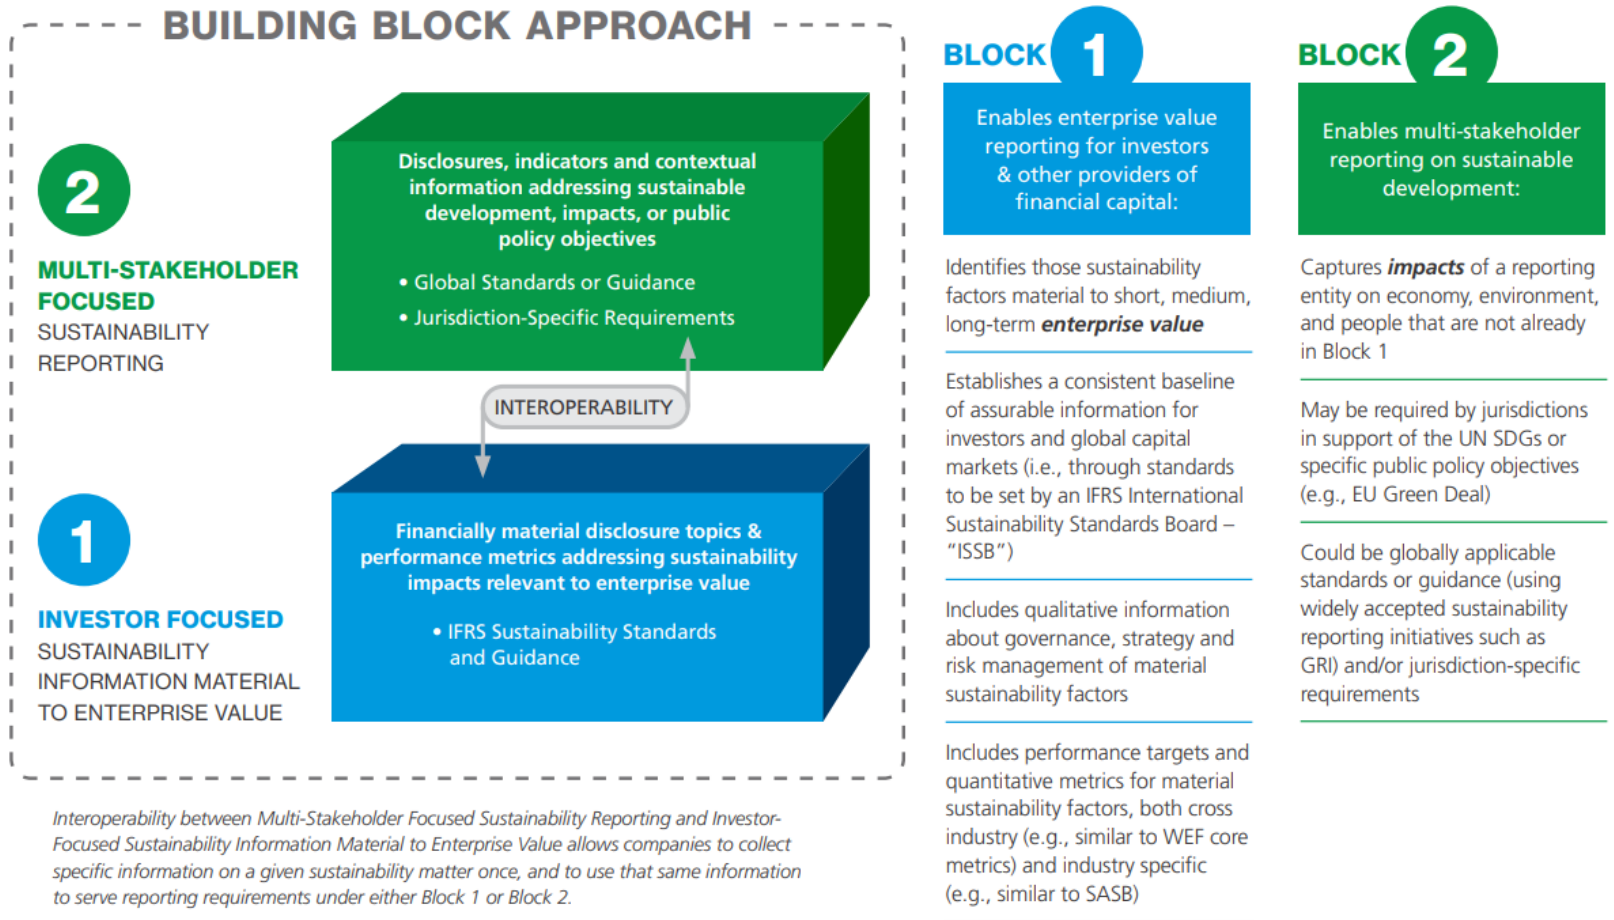 BUILDING BLOCK APPROACH
2
MULTI-STAKEHOLDER
FOCUSED
SUSTAINABILITY
REPORTING
Disclosures, indicators and contextual
information addressing sustainable
development, impacts, or public
policy objectives
• Global Standards or Guidance
• Jurisdiction-Specific Requirements
INTEROPERABILITY
1
INVESTOR FOCUSED
SUSTAINABILITY
INFORMATION MATERIAL
TO ENTERPRISE VALUE
Financially material disclosure topics &
performance metrics addressing sustainability
impacts relevant to enterprise value
• IFRS Sustainability Standards
and Guidance
Interoperability between Multi-Stakeholder Focused Sustainability Reporting and Investor-
Focused Sustainability Information Material to Enterprise Value allows companies to collect
specific information on a given sustainability matter once, and to use that same information
to serve reporting requirements under either Block 1 or Block 2.
BLOCK 1
Enables enterprise value
reporting for investors
& other providers of
financial capital:
Identifies those sustainability
factors material to short, medium,
long-term enterprise value
Establishes a consistent baseline
of assurable information for
investors and global capital
markets (i.e., through standards
to be set by an IFRS International
Sustainability Standards Board –
“ISSB”)
Includes qualitative information
about governance, strategy and
risk management of material
sustainability factors
Includes performance targets and
quantitative metrics for material
sustainability factors, both cross
industry (e.g., similar to WEF core
metrics) and industry specific
(e.g., similar to SASB)
BLOCK 2
Enables multi-stakeholder
reporting on sustainable
development:
Captures impacts of a reporting
entity on economy, environment,
and people that are not already
in Block 1
May be required by jurisdictions
in support of the UN SDGs or
specific public policy objectives
(e.g., EU Green Deal)
Could be globally applicable
standards or guidance (using
widely accepted sustainability
reporting initiatives such as
GRI) and/or jurisdiction-specific
requirements